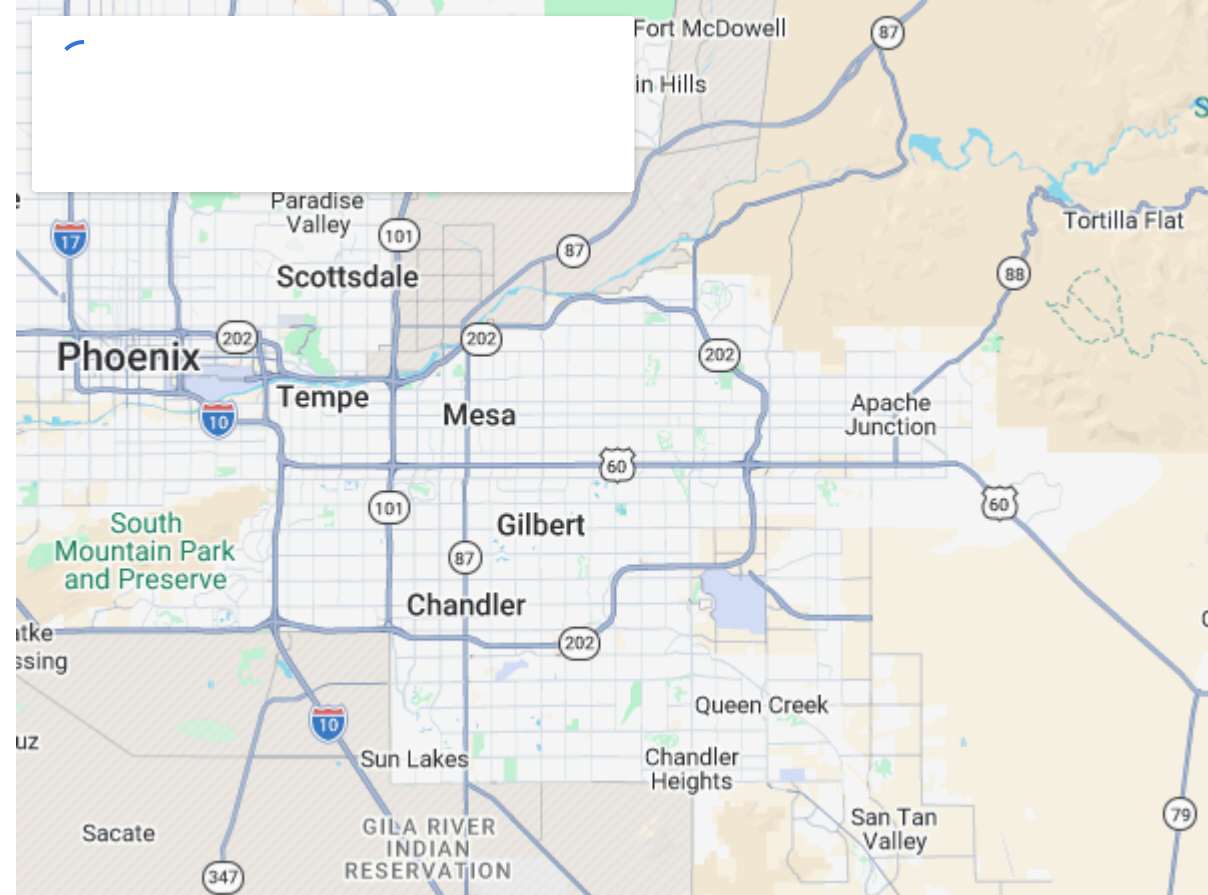 Fort McDowell
87
in Hills
S
Paradise
Valley
17
101
87
Tortilla Flat
Scottsdale
88
202
202
202
Phoenix
Tempe
Mesa
Apache
Junction
10
60
60
101
South
Mountain Park
and Preserve
Gilbert
87
Chandler
atke
ssing
202
Queen Creek
10
uz
Sun Lakes
Chandler
Heights
Sacate
GILA RIVER
INDIAN
RESERVATION
San Tan
Valley
79
347